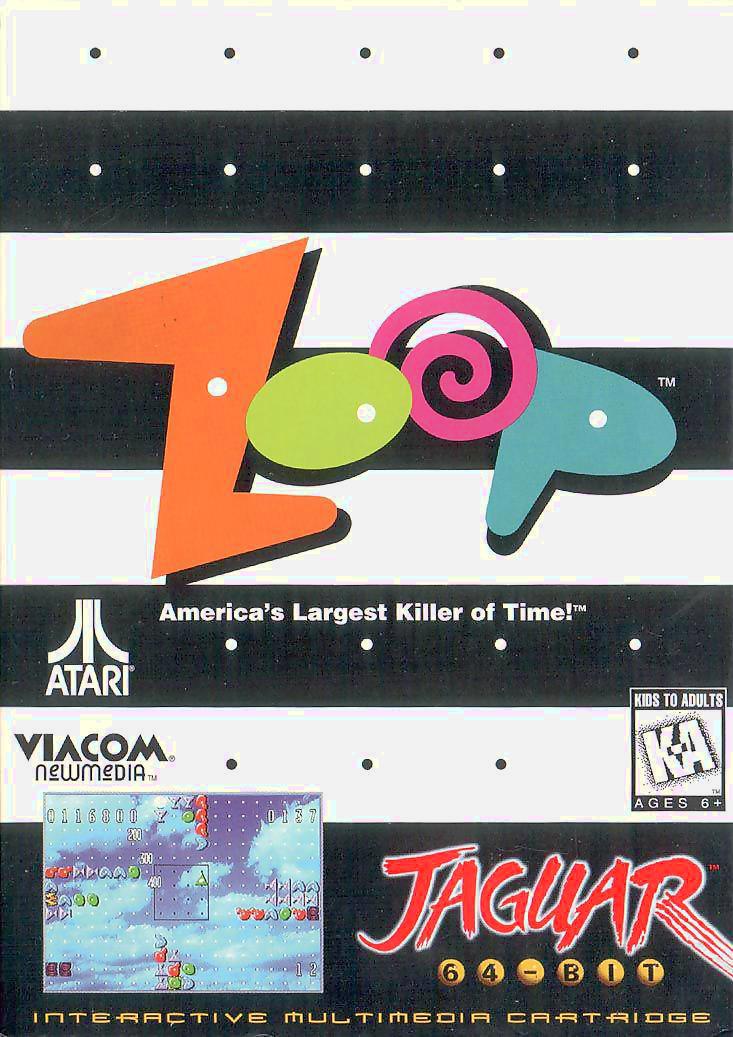 ZOOP™
America's Largest Killer of Time!™
ATARI®
KIDS TO ADULTS
K-A™
AGES 6+
VIACOM®
newmedia™
0116800
0137
200
300
400
12
JAGUAR™
64-BIT
INTERACTIVE MULTIMEDIA CARTRIDGE